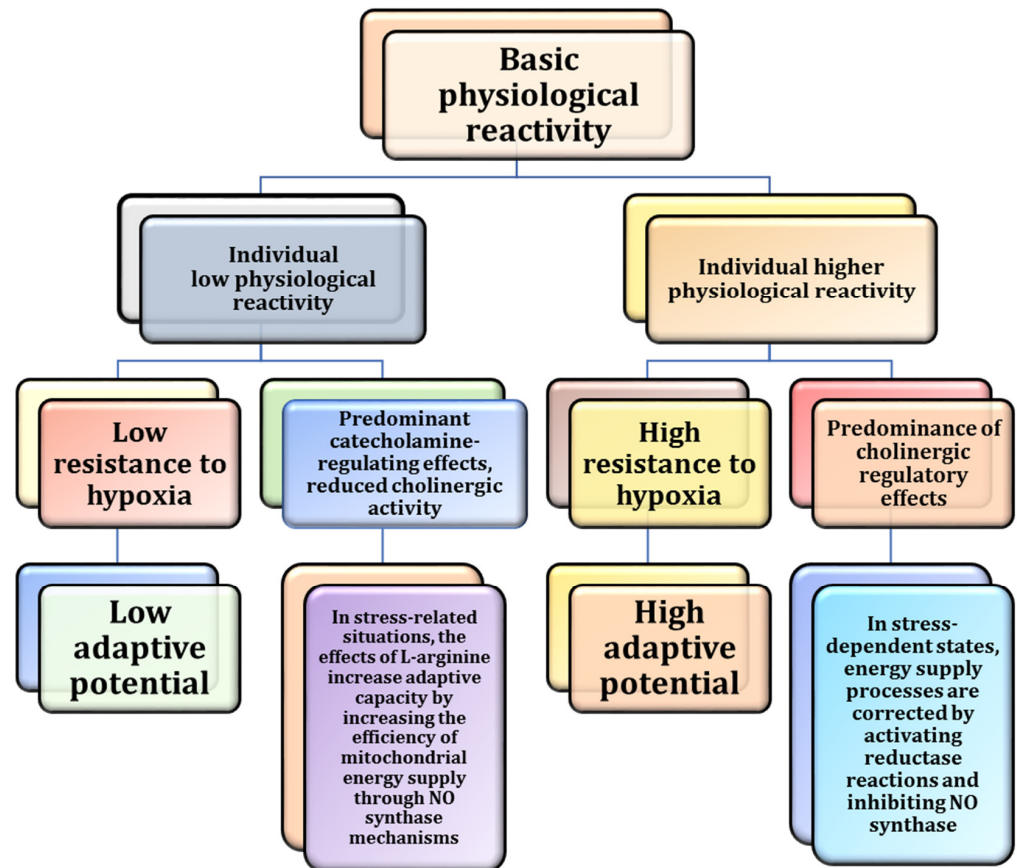 Basic
physiological
reactivity
Individual
low physiological
reactivity
Individual higher
physiological reactivity
Low
resistance to
hypoxia
Predominant
catecholamine-
regulating effects,
reduced cholinergic
activity
High
resistance to
hypoxia
Predominance of
cholinergic
regulatory
effects
Low
adaptive
potential
In stress-related
situations, the
effects of L-arginine
increase adaptive
capacity by
increasing the
efficiency of
mitochondrial
energy supply
through NO
synthase
mechanisms
High
adaptive
potential
In stress-
dependent states,
energy supply
processes are
corrected by
activating
reductase
reactions and
inhibiting NO
synthase